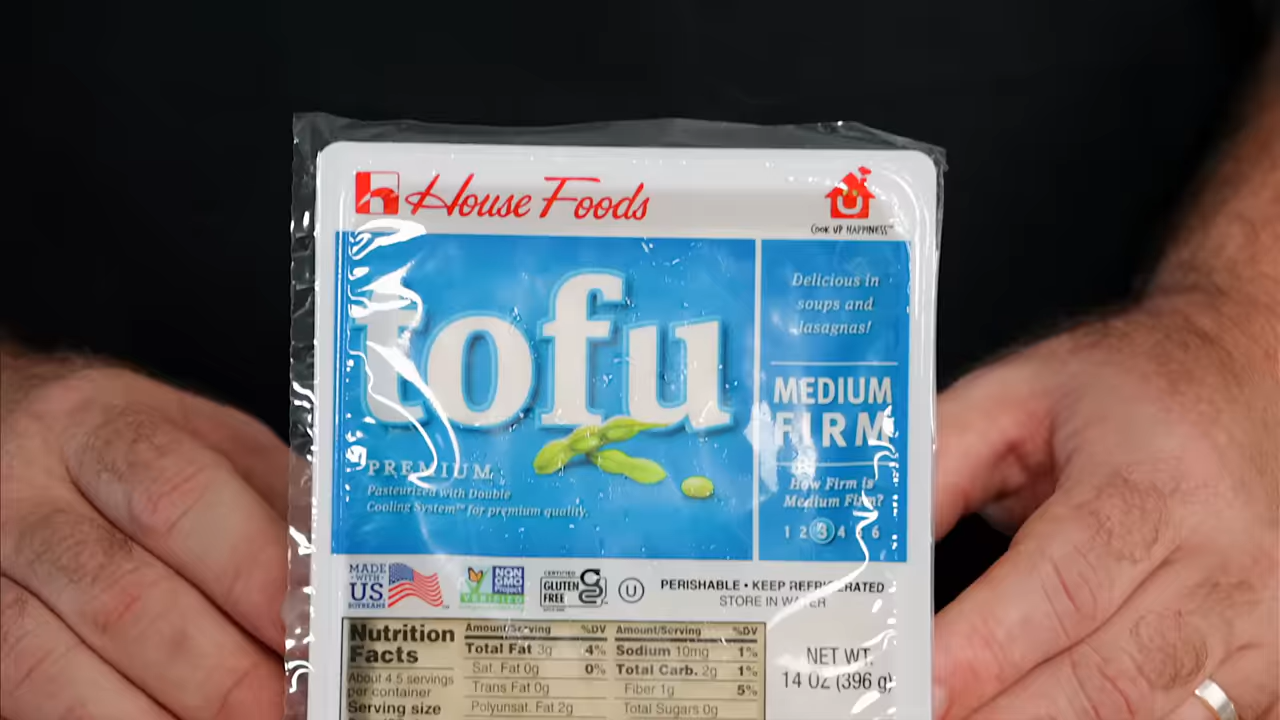 House Foods
COOK UP HAPPINESS™
tofu
PREMIUM
Pasteurized with Double
Cooling System™ for premium quality.
Delicious in
soups and
lasagnas!
MEDIUM
FIRM
How Firm is
Medium Firm?
1 2 3 4 5 6
MADE
WITH
US
SOYBEANS
NON
GMO
Project
VERIFIED
CERTIFIED
GLUTEN
FREE
U
PERISHABLE • KEEP REFRIGERATED
STORE IN WATER
NET WT.
14 OZ (396 g)
Nutrition
Facts
About 4.5 servings
per container
Serving size
Amount/Serving %DV
Total Fat 3g 4%
Sat. Fat 0g 0%
Trans Fat 0g
Polyunsat. Fat 2g
Amount/Serving %DV
Sodium 10mg 1%
Total Carb. 2g 1%
Fiber 1g 5%
Total Sugars 0g